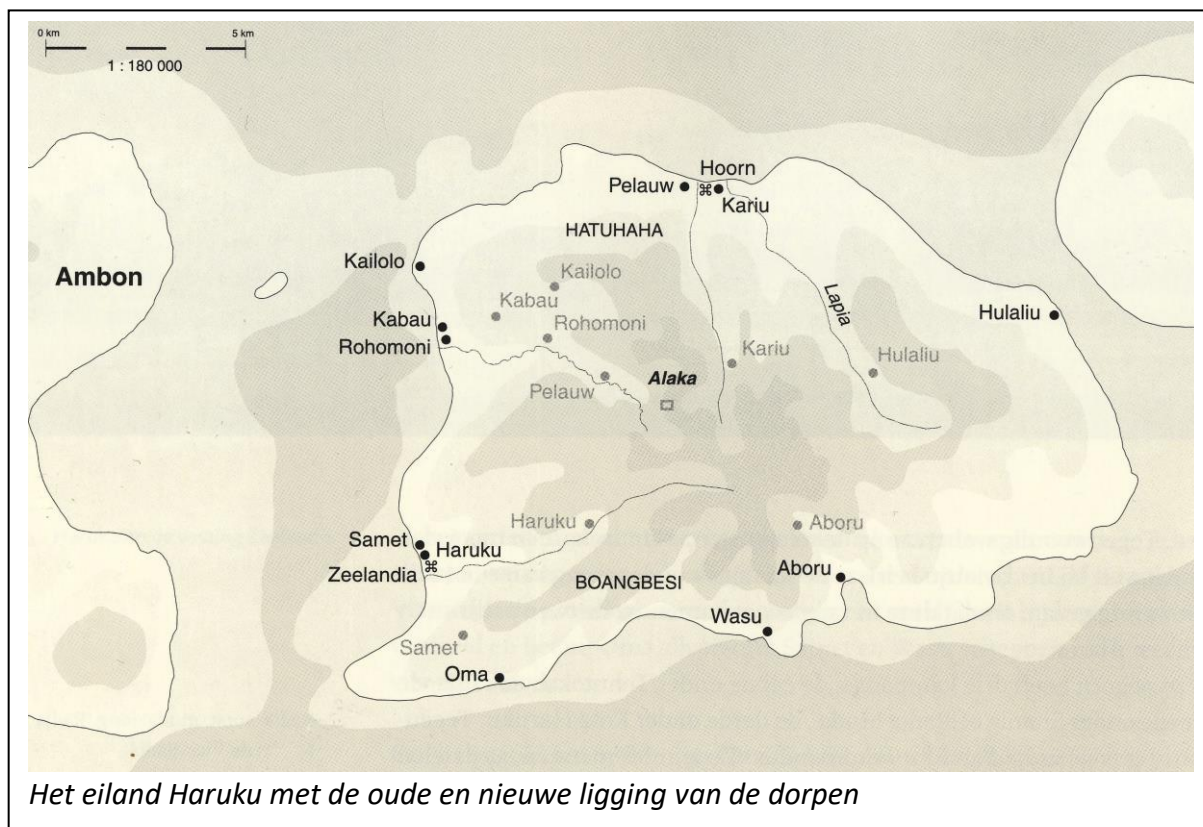 0 km 5 km
1 : 180 000
Hoorn
Pelauw
Kariu
HATUHAHA
Kailolo
Kailolo
Ambon
Kabau
Lapia
Kabau
Hulaliu
Rohomoni
Rohomoni
Kariu
Hulaliu
Pelauw
Alaka
Haruku
Aboru
Samet
Haruku
Zeelandia
BOANGBESI
Aboru
Wasu
Samet
Oma
Het eiland Haruku met de oude en nieuwe ligging van de dorpen